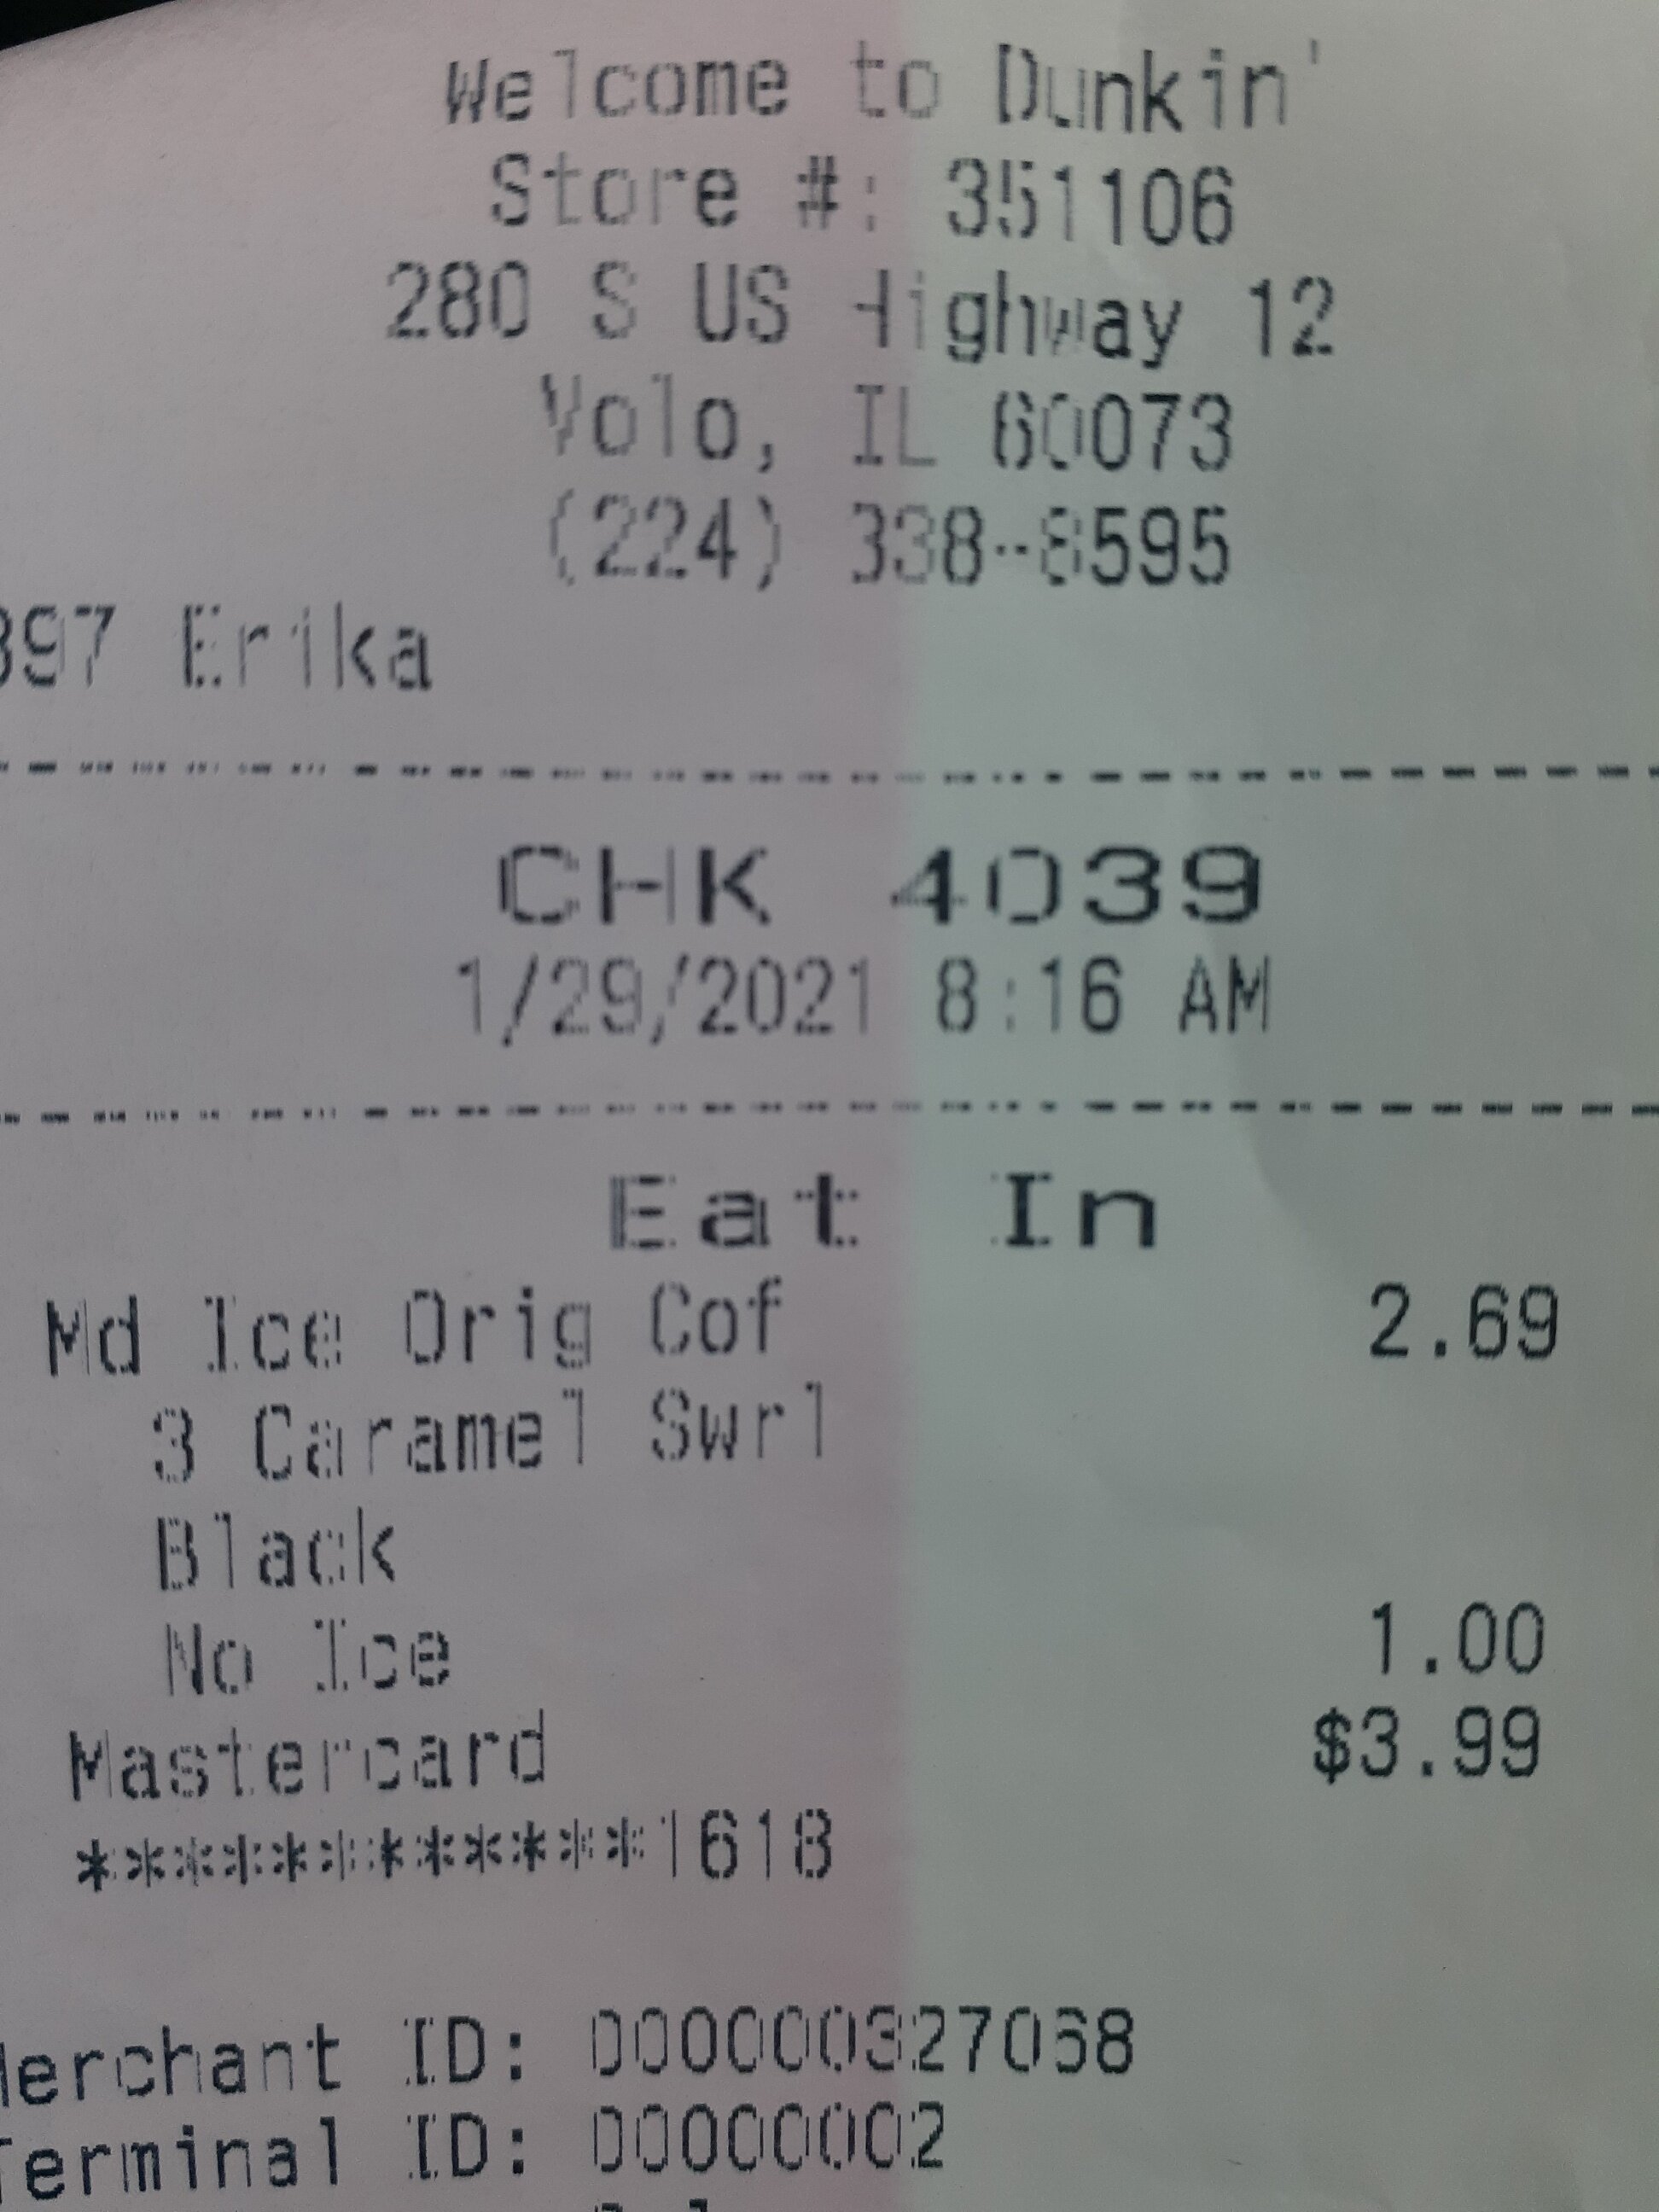 Welcome to Dunkin'
Store #: 351106
280 S US Highway 12
Volo, IL 60073
(224) 338-8595
397 Erika
CHK 4039
1/29/2021 8:16 AM
Eat In
Md Ice Orig Cof 2.69
3 Caramel Swrl
Black
No Ice 1.00
Mastercard $3.99
************1618
Merchant ID: 000000327068
Terminal ID: 00000002